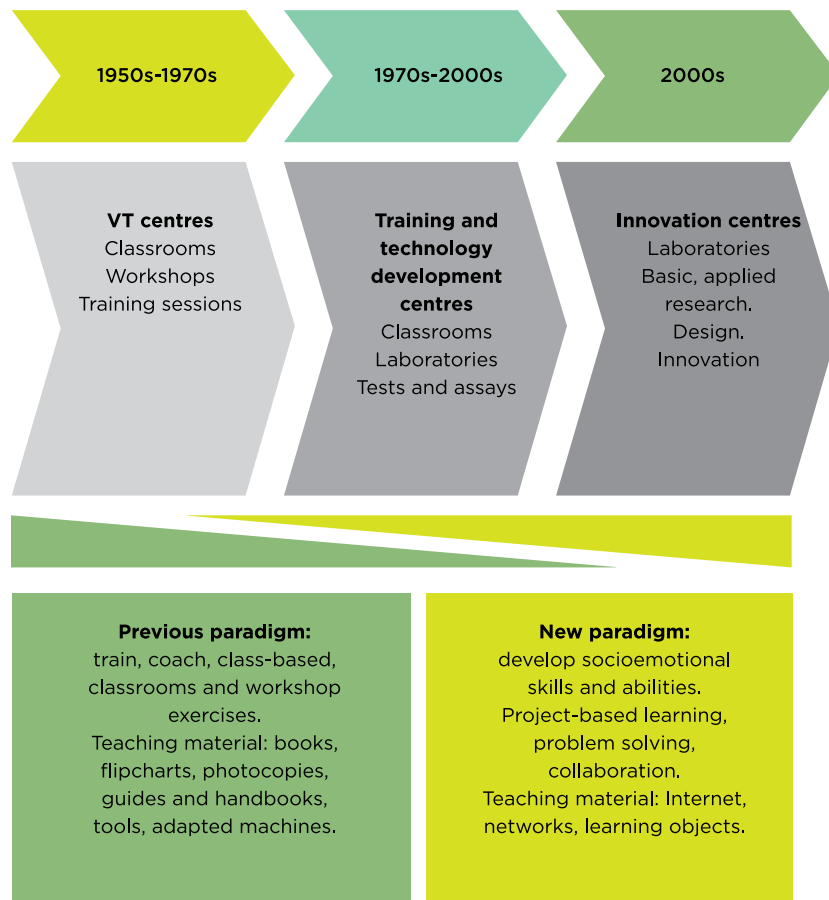 1950s-1970s
1970s-2000s
2000s
VT centres
Classrooms
Workshops
Training sessions
Training and
technology
development
centres
Classrooms
Laboratories
Tests and assays
Innovation centres
Laboratories
Basic, applied
research.
Design.
Innovation
Previous paradigm:
train, coach, class-based,
classrooms and workshop
exercises.
Teaching material: books,
flipcharts, photocopies,
guides and handbooks,
tools, adapted machines.
New paradigm:
develop socioemotional
skills and abilities.
Project-based learning,
problem solving,
collaboration.
Teaching material: Internet,
networks, learning objects.